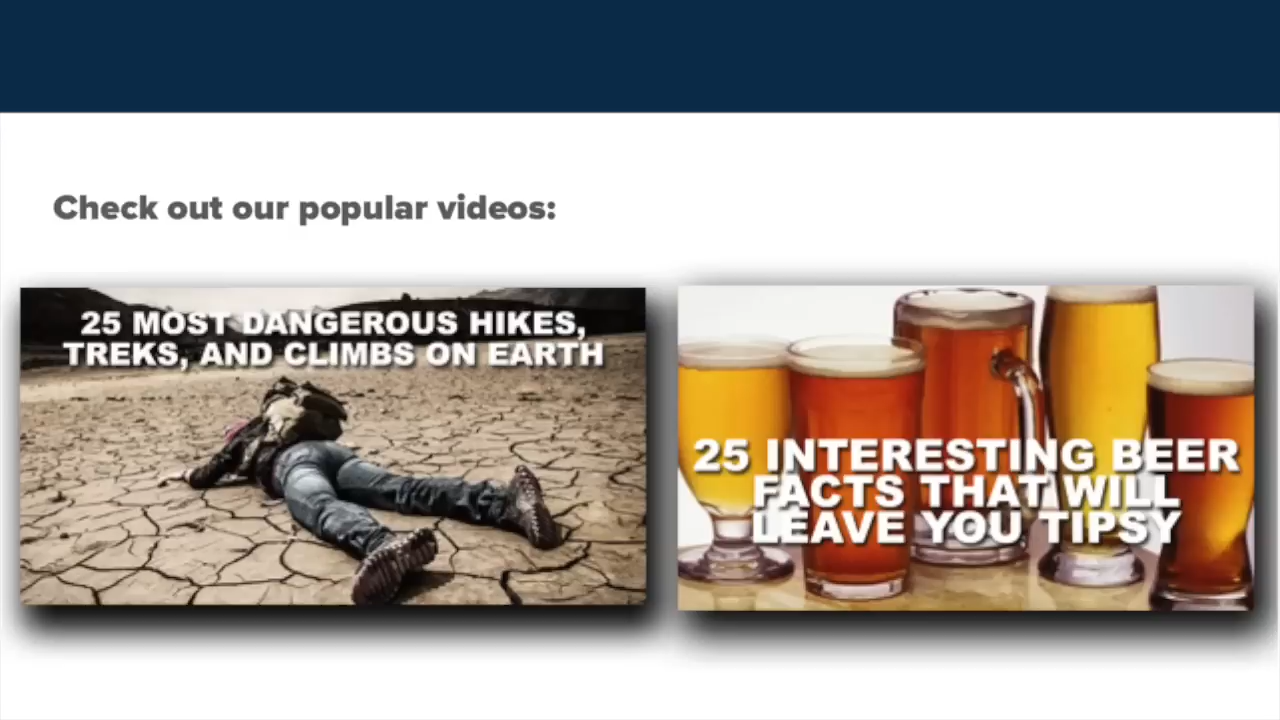 Check out our popular videos:
25 MOST DANGEROUS HIKES,
TREKS, AND CLIMBS ON EARTH
25 INTERESTING BEER
FACTS THAT WILL
LEAVE YOU TIPSY